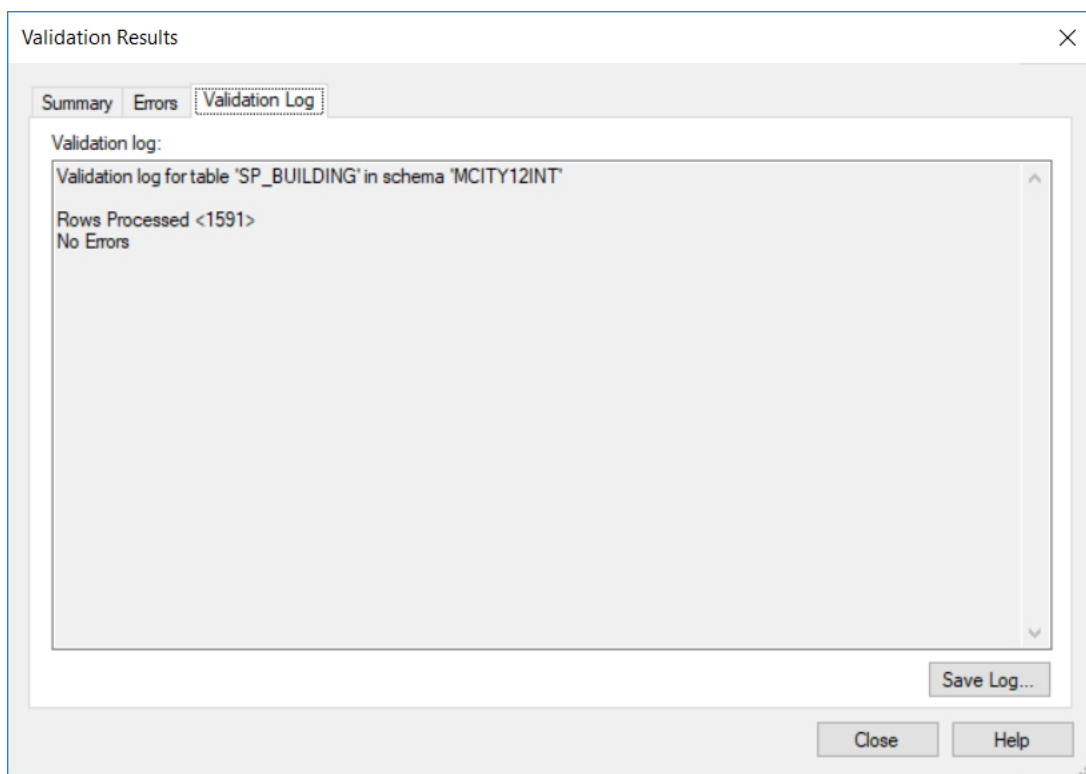 Validation Results
Summary Errors Validation Log
Validation log:
Validation log for table "SP_BUILDING" in schema "MCITY12INT"
Rows Processed <1591>
No Errors
Save Log...
Close Help